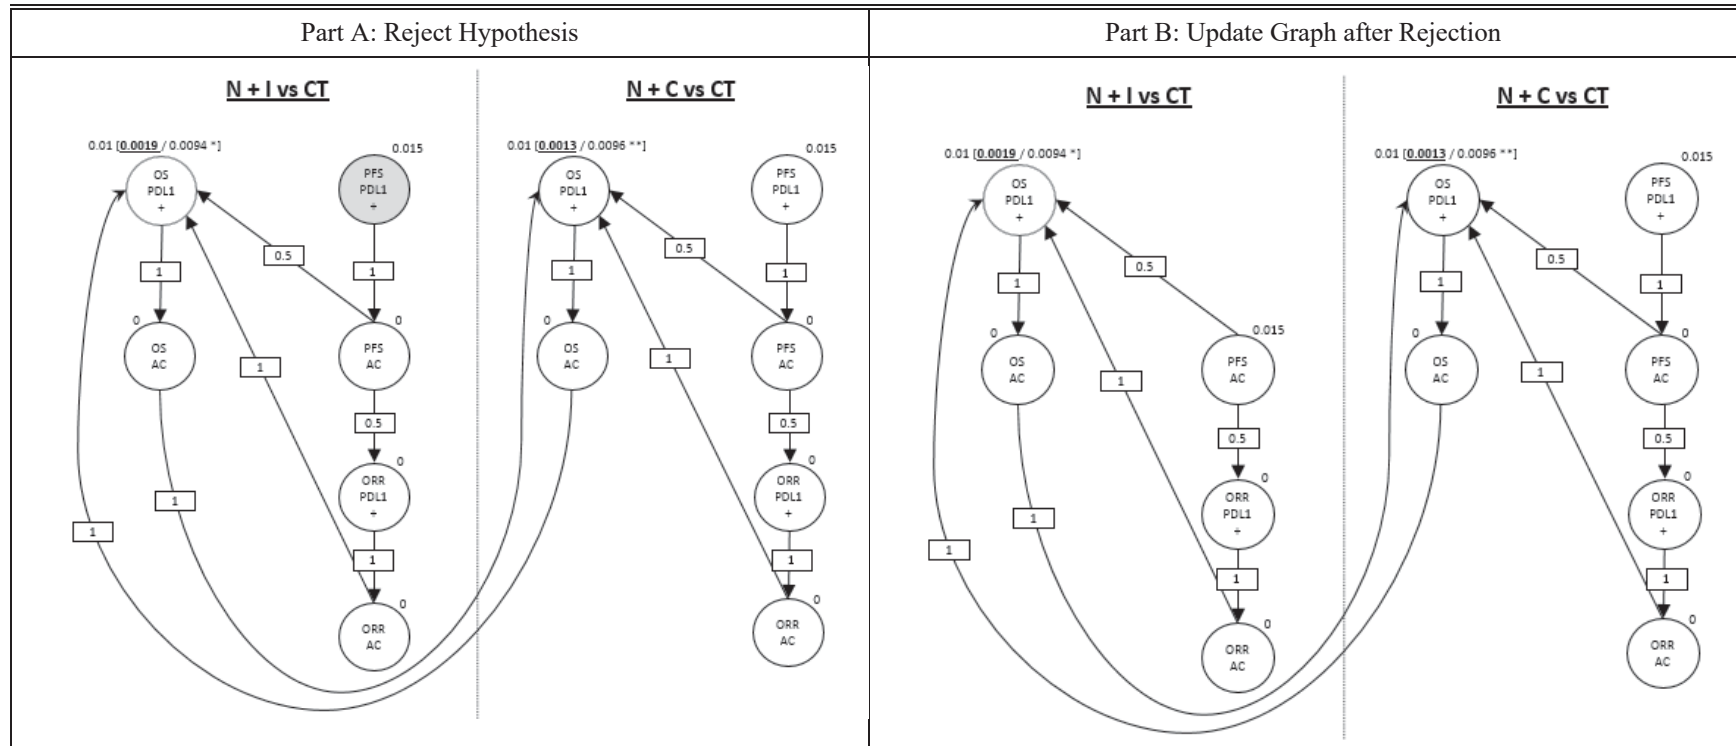 Part A: Reject Hypothesis
N + I vs CT
N + C vs CT
0.01 [0.0019 / 0.0094 *]
0.015
0.01 [0.0013 / 0.0096 **]
0.015
OS
PDL1
+
PFS
PDL1
+
OS
PDL1
+
PFS
PDL1
+
0.5
0.5
1
1
1
1
0
0
0
0
OS
AC
PFS
AC
OS
AC
PFS
AC
1
1
0.5
0.5
0
0
ORR
PDL1
+
ORR
PDL1
+
1
1
1
1
0
0
ORR
AC
ORR
AC
Part B: Update Graph after Rejection
N + I vs CT
N + C vs CT
0.01 [0.0019 / 0.0094 *]
0.01 [0.0013 / 0.0096 **]
0.015
OS
PDL1
+
OS
PDL1
+
PFS
PDL1
+
0.5
0.5
1
1
1
0
0.015
0
0
OS
AC
PFS
AC
OS
AC
PFS
AC
1
1
0.5
0.5
0
0
ORR
PDL1
+
ORR
PDL1
+
1
1
1
1
0
0
ORR
AC
ORR
AC